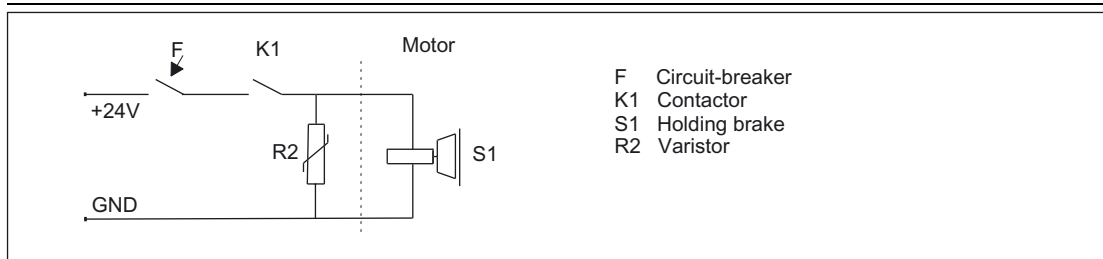 F K1 Motor
+24V
R2 S1
GND
F Circuit-breaker
K1 Contactor
S1 Holding brake
R2 Varistor